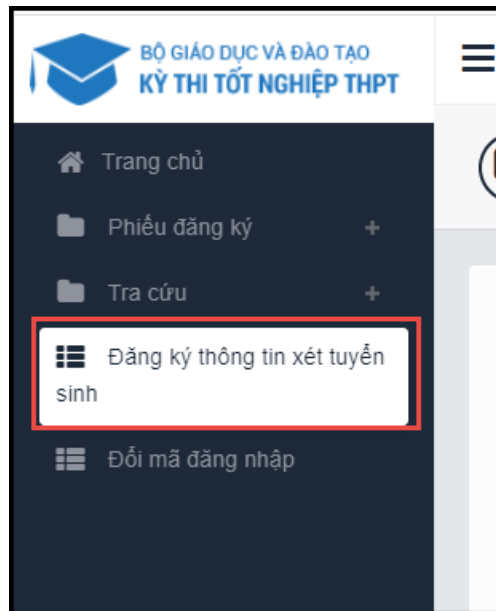 BỘ GIÁO DỤC VÀ ĐÀO TẠO
KỲ THI TỐT NGHIỆP THPT
Trang chủ
Phiếu đăng ký +
Tra cứu +
Đăng ký thông tin xét tuyển
sinh
Đổi mã đăng nhập